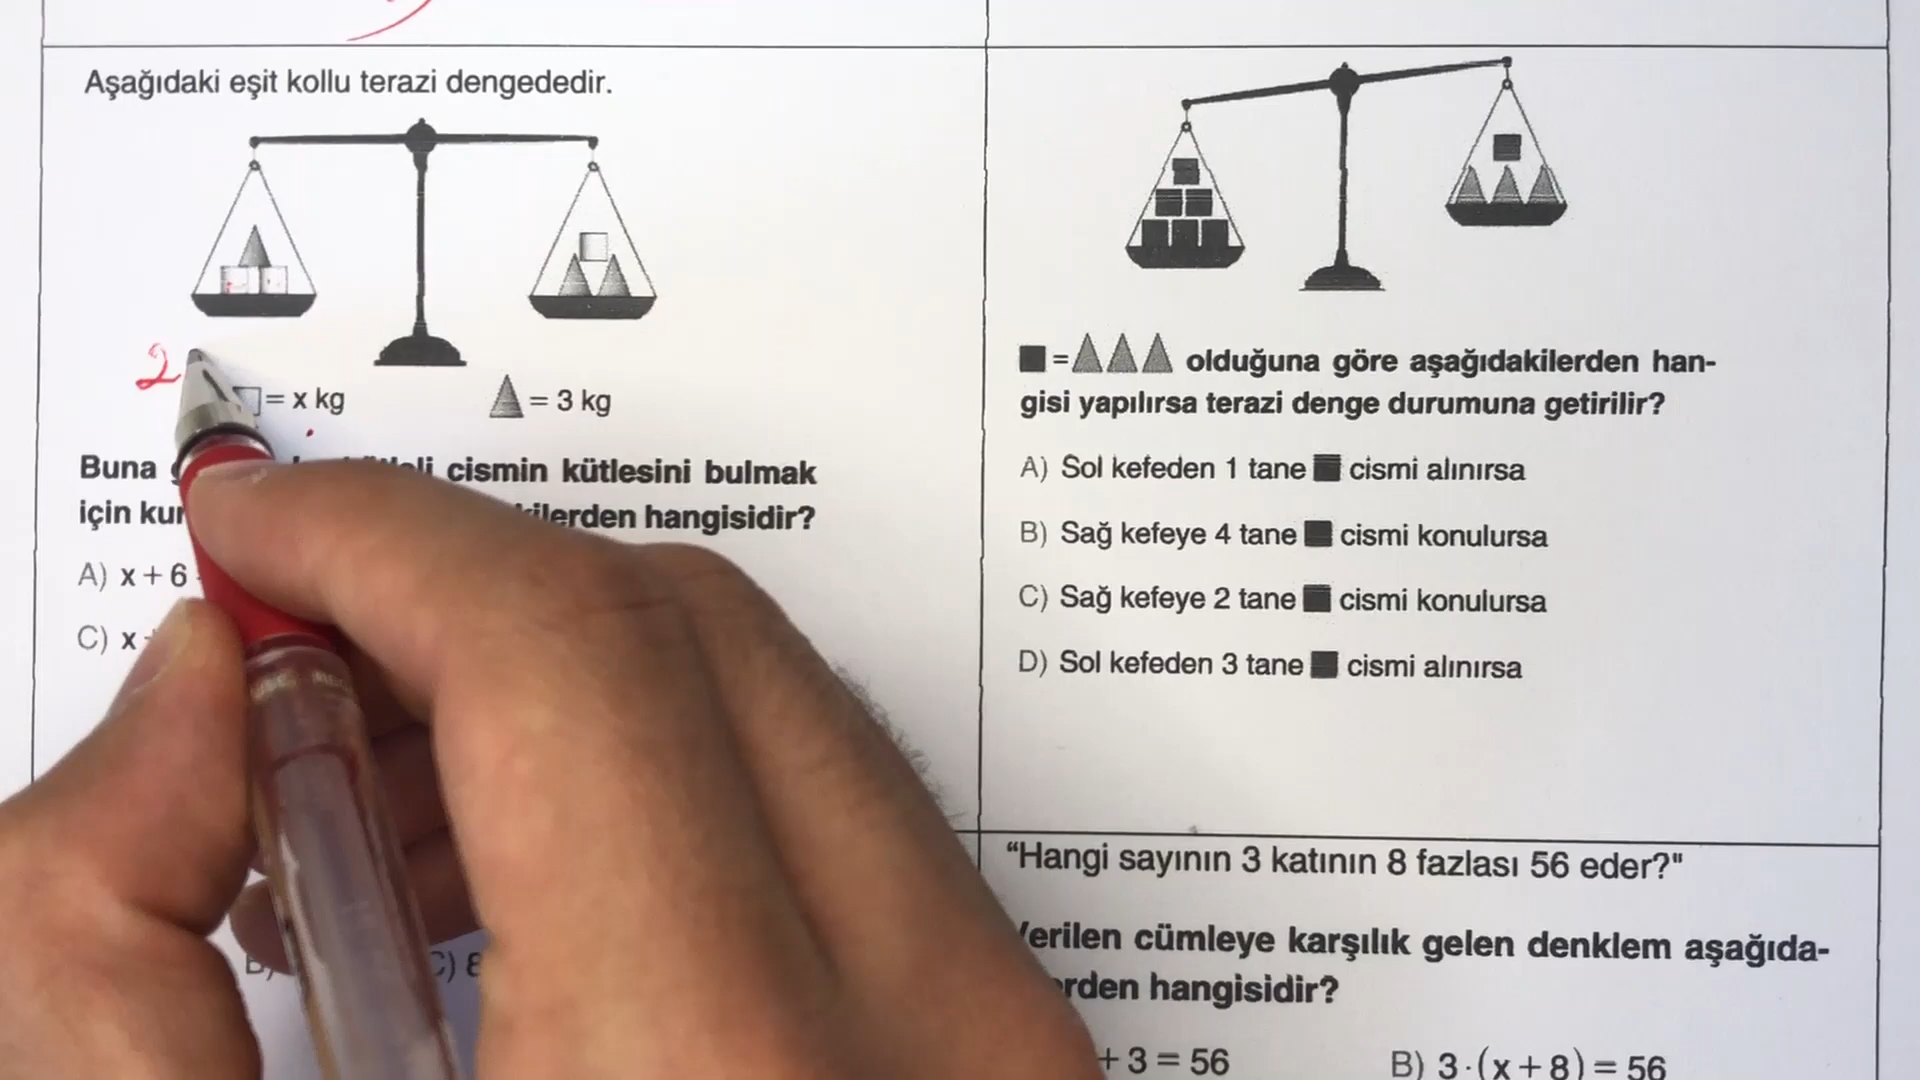 Aşağıdaki eşit kollu terazi dengededir.
2
= x kg
= 3 kg
Buna cismin kütlesini bulmak
için hangisidir?
A) x + 6
C) x
C) 8
= olduğuna göre aşağıdakilerden han-
gisi yapılırsa terazi denge durumuna getirilir?
A) Sol kefeden 1 tane ■ cismi alınırsa
B) Sağ kefeye 4 tane ■ cismi konulursa
C) Sağ kefeye 2 tane ■ cismi konulursa
D) Sol kefeden 3 tane ■ cismi alınırsa
“Hangi sayının 3 katının 8 fazlası 56 eder?"
erilen cümleye karşılık gelen denklem aşağıda-
rden hangisidir?
+ 3 = 56
B) 3·(x + 8) = 56